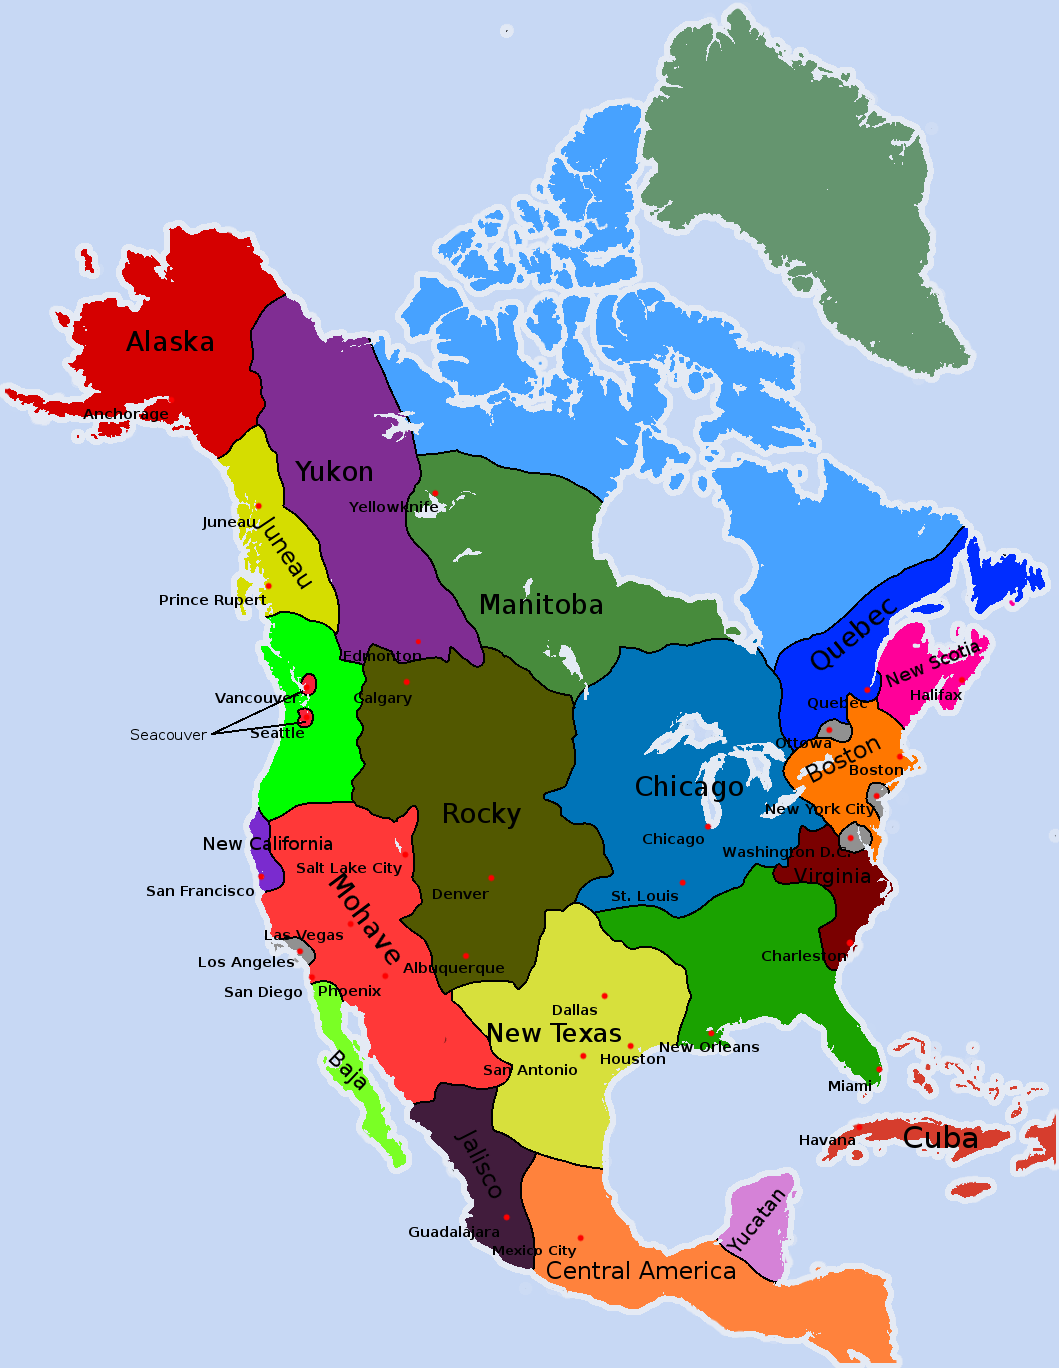 Alaska
Anchorage
Yukon
Yellowknife
Juneau
Juneau
Prince Rupert
Manitoba
Quebec
New Scotia
Edmonton
Calgary
Vancouver
Seacouver
Seattle
Quebec
Halifax
Ottowa
Boston
Boston
Chicago
New York City
Rocky
Chicago
Washington D.C.
New California
Salt Lake City
Virginia
San Francisco
Mohave
Denver
St. Louis
Las Vegas
Los Angeles
Albuquerque
Charleston
San Diego
Phoenix
Dallas
New Texas
Houston
New Orleans
San Antonio
Baja
Miami
Havana
Cuba
Jalisco
Yucatan
Guadalajara
Mexico City
Central America